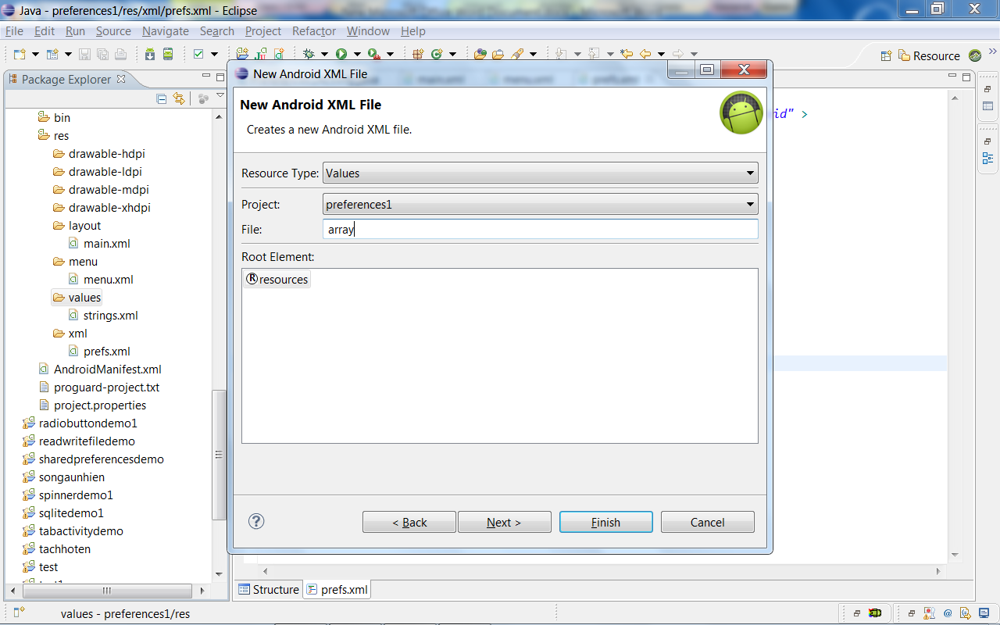 Java - preferences1/res/xml/prefs.xml - Eclipse
File Edit Run Source Navigate Search Project Refactor Window Help
Resource
Package Explorer
bin
res
drawable-hdpi
drawable-ldpi
drawable-mdpi
drawable-xhdpi
layout
main.xml
menu
menu.xml
values
strings.xml
xml
prefs.xml
AndroidManifest.xml
proguard-project.txt
project.properties
radiobuttondemo1
readwritefiledemo
sharedpreferencesdemo
songaunhien
spinnerdemo1
sqlitedemo1
tabactivitydemo
tachhoten
test
New Android XML File
New Android XML File
Creates a new Android XML file.
Resource Type: Values
Project: preferences1
File: array
Root Element:
R resources
< Back Next > Finish Cancel
id" >
Structure prefs.xml
values - preferences1/res